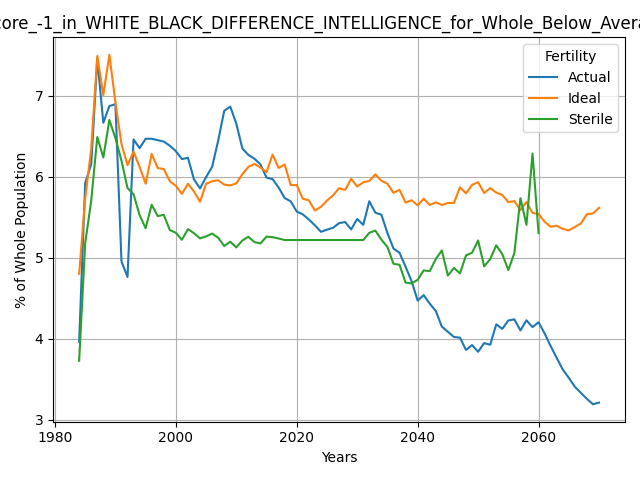 core_-1_in_WHITE_BLACK_DIFFERENCE_INTELLIGENCE_for_Whole_Below_Avera
Fertility
Actual
Ideal
Sterile
% of Whole Population
7
6
5
4
3
1980
2000
2020
2040
2060
Years